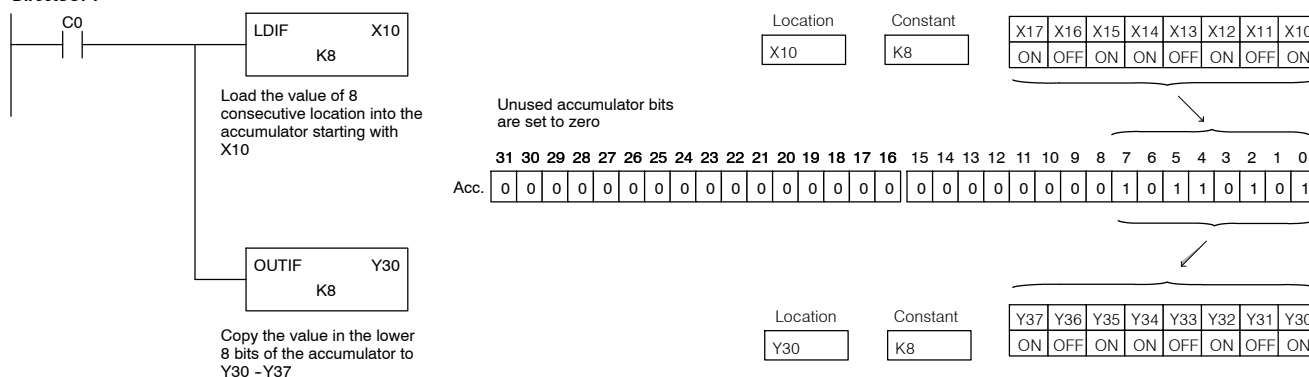 C0
LDIF X10
K8
Load the value of 8
consecutive location into the
accumulator starting with
X10
OUTIF Y30
K8
Copy the value in the lower
8 bits of the accumulator to
Y30 - Y37
Location Constant
X10 K8
X17 X16 X15 X14 X13 X12 X11 X10
ON OFF ON ON OFF ON OFF ON
Unused accumulator bits
are set to zero
31 30 29 28 27 26 25 24 23 22 21 20 19 18 17 16 15 14 13 12 11 10 9 8 7 6 5 4 3 2 1 0
Acc. 0 0 0 0 0 0 0 0 0 0 0 0 0 0 0 0 0 0 0 0 0 0 0 0 1 0 1 1 0 1 0 1
Location Constant
Y30 K8
Y37 Y36 Y35 Y34 Y33 Y32 Y31 Y30
ON OFF ON ON OFF ON OFF ON